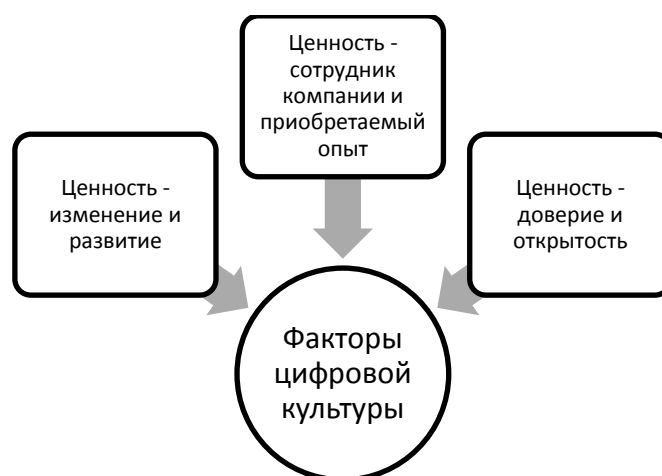 Ценность -
сотрудник
компании и
приобретаемый
опыт
Ценность -
изменение и
развитие
Ценность -
доверие и
открытость
Факторы
цифровой
культуры